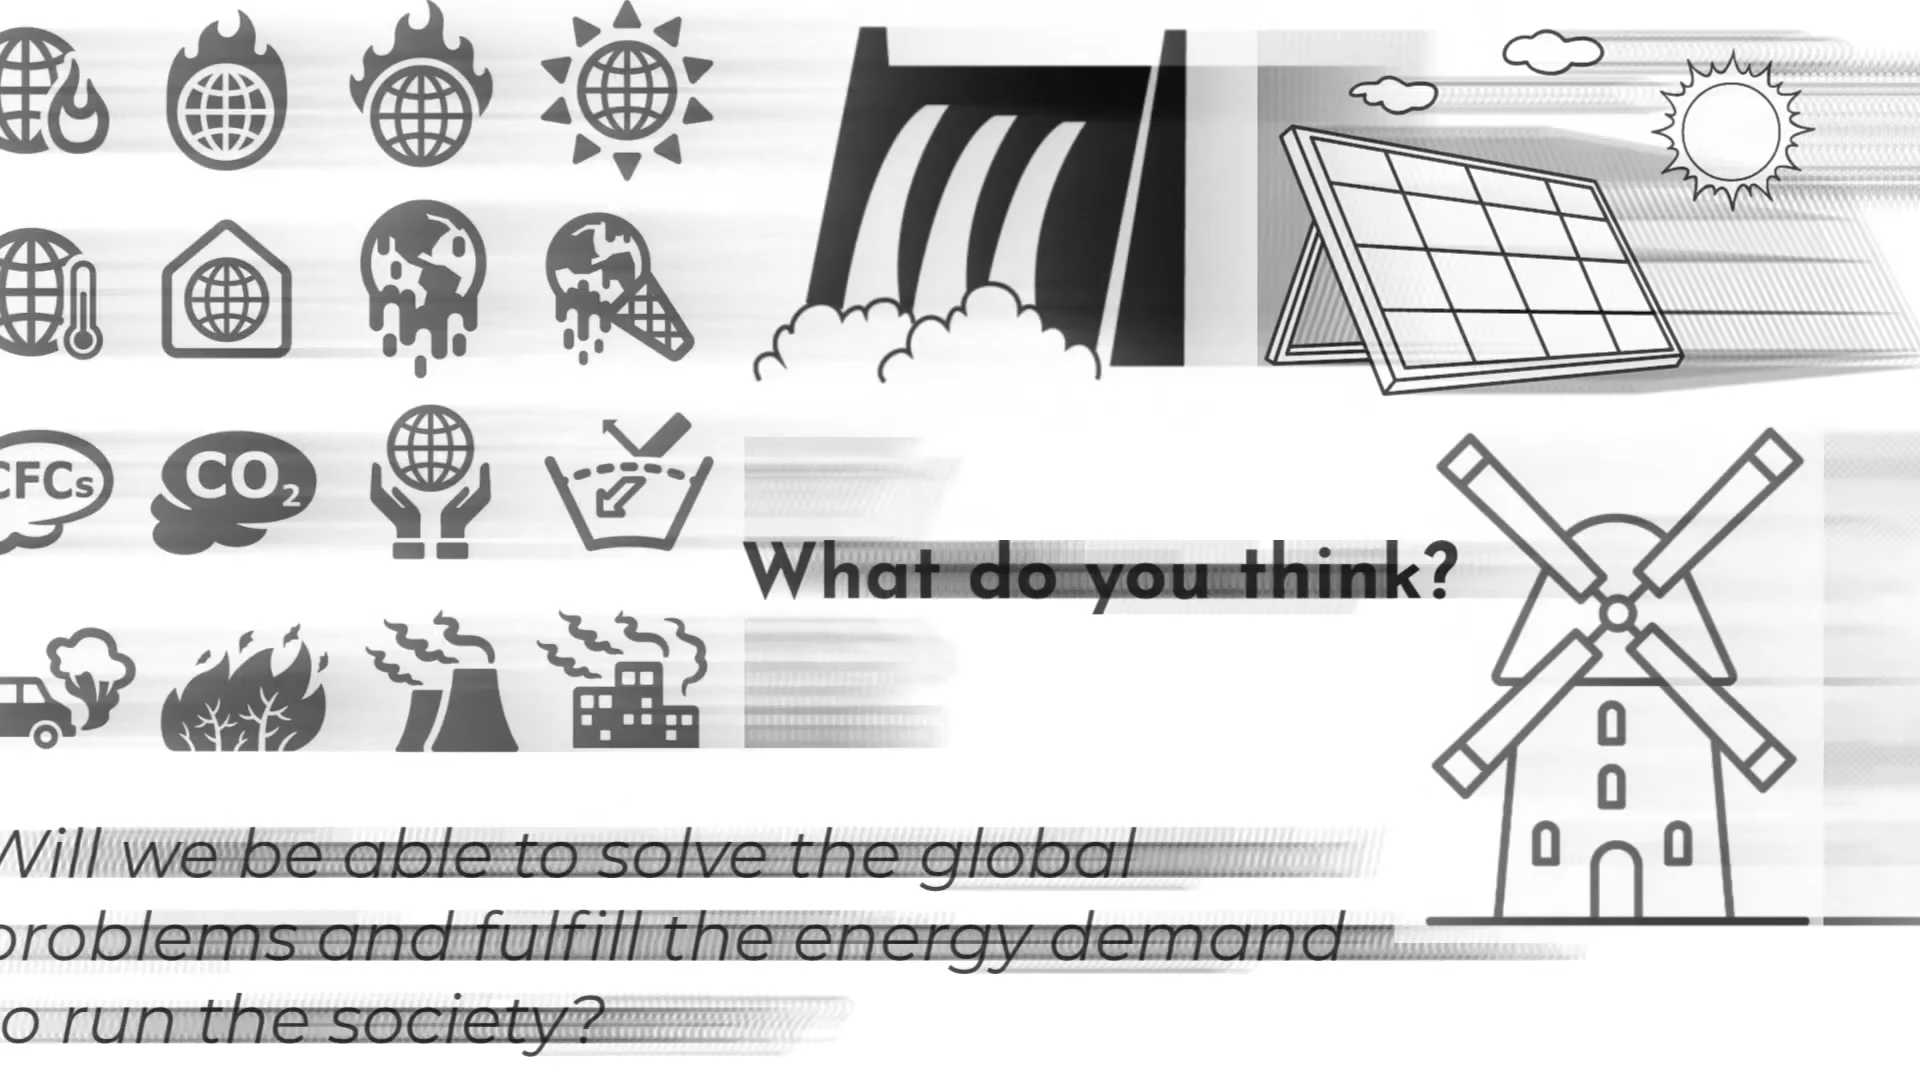 CFCs
CO₂
What do you think?
Will we be able to solve the global
problems and fulfill the energy demand
o run the society?